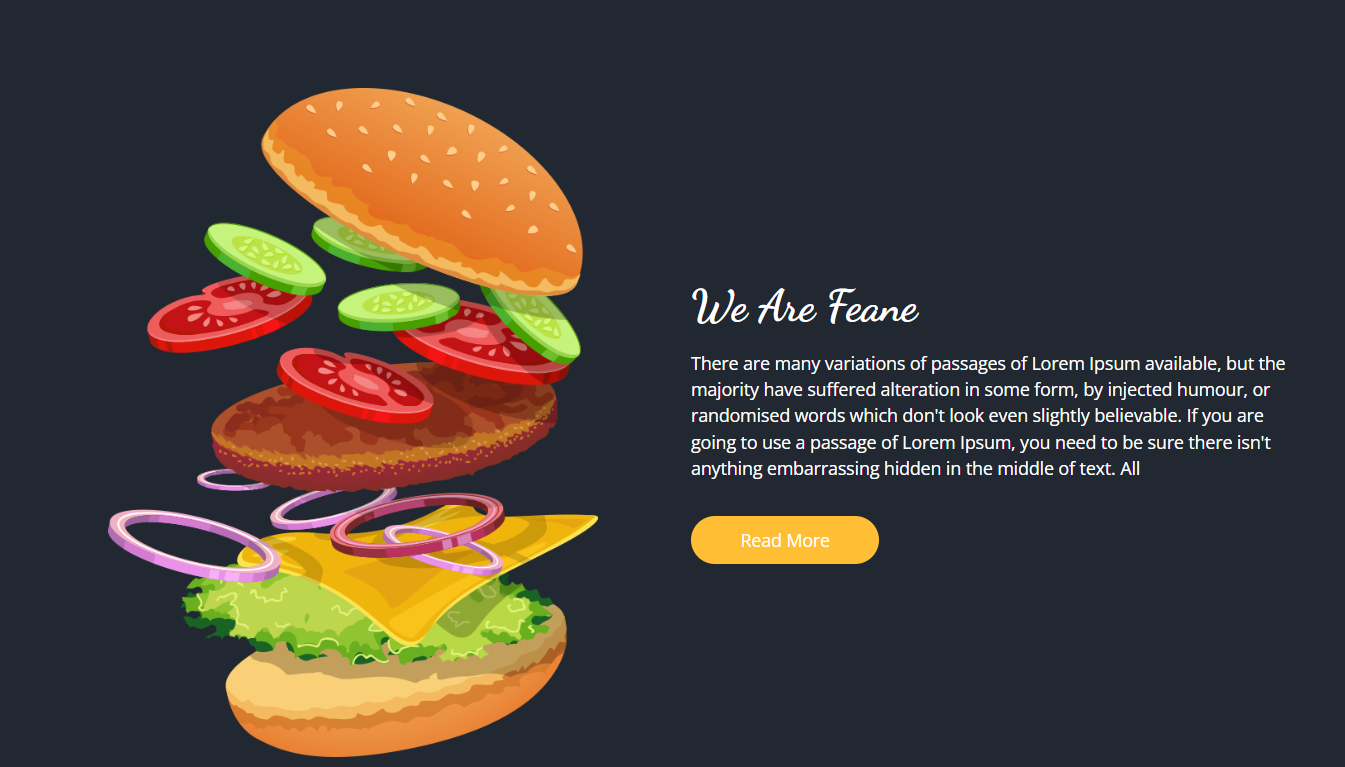 We Are Feane
There are many variations of passages of Lorem Ipsum available, but the
majority have suffered alteration in some form, by injected humour, or
randomised words which don't look even slightly believable. If you are
going to use a passage of Lorem Ipsum, you need to be sure there isn't
anything embarrassing hidden in the middle of text. All
Read More